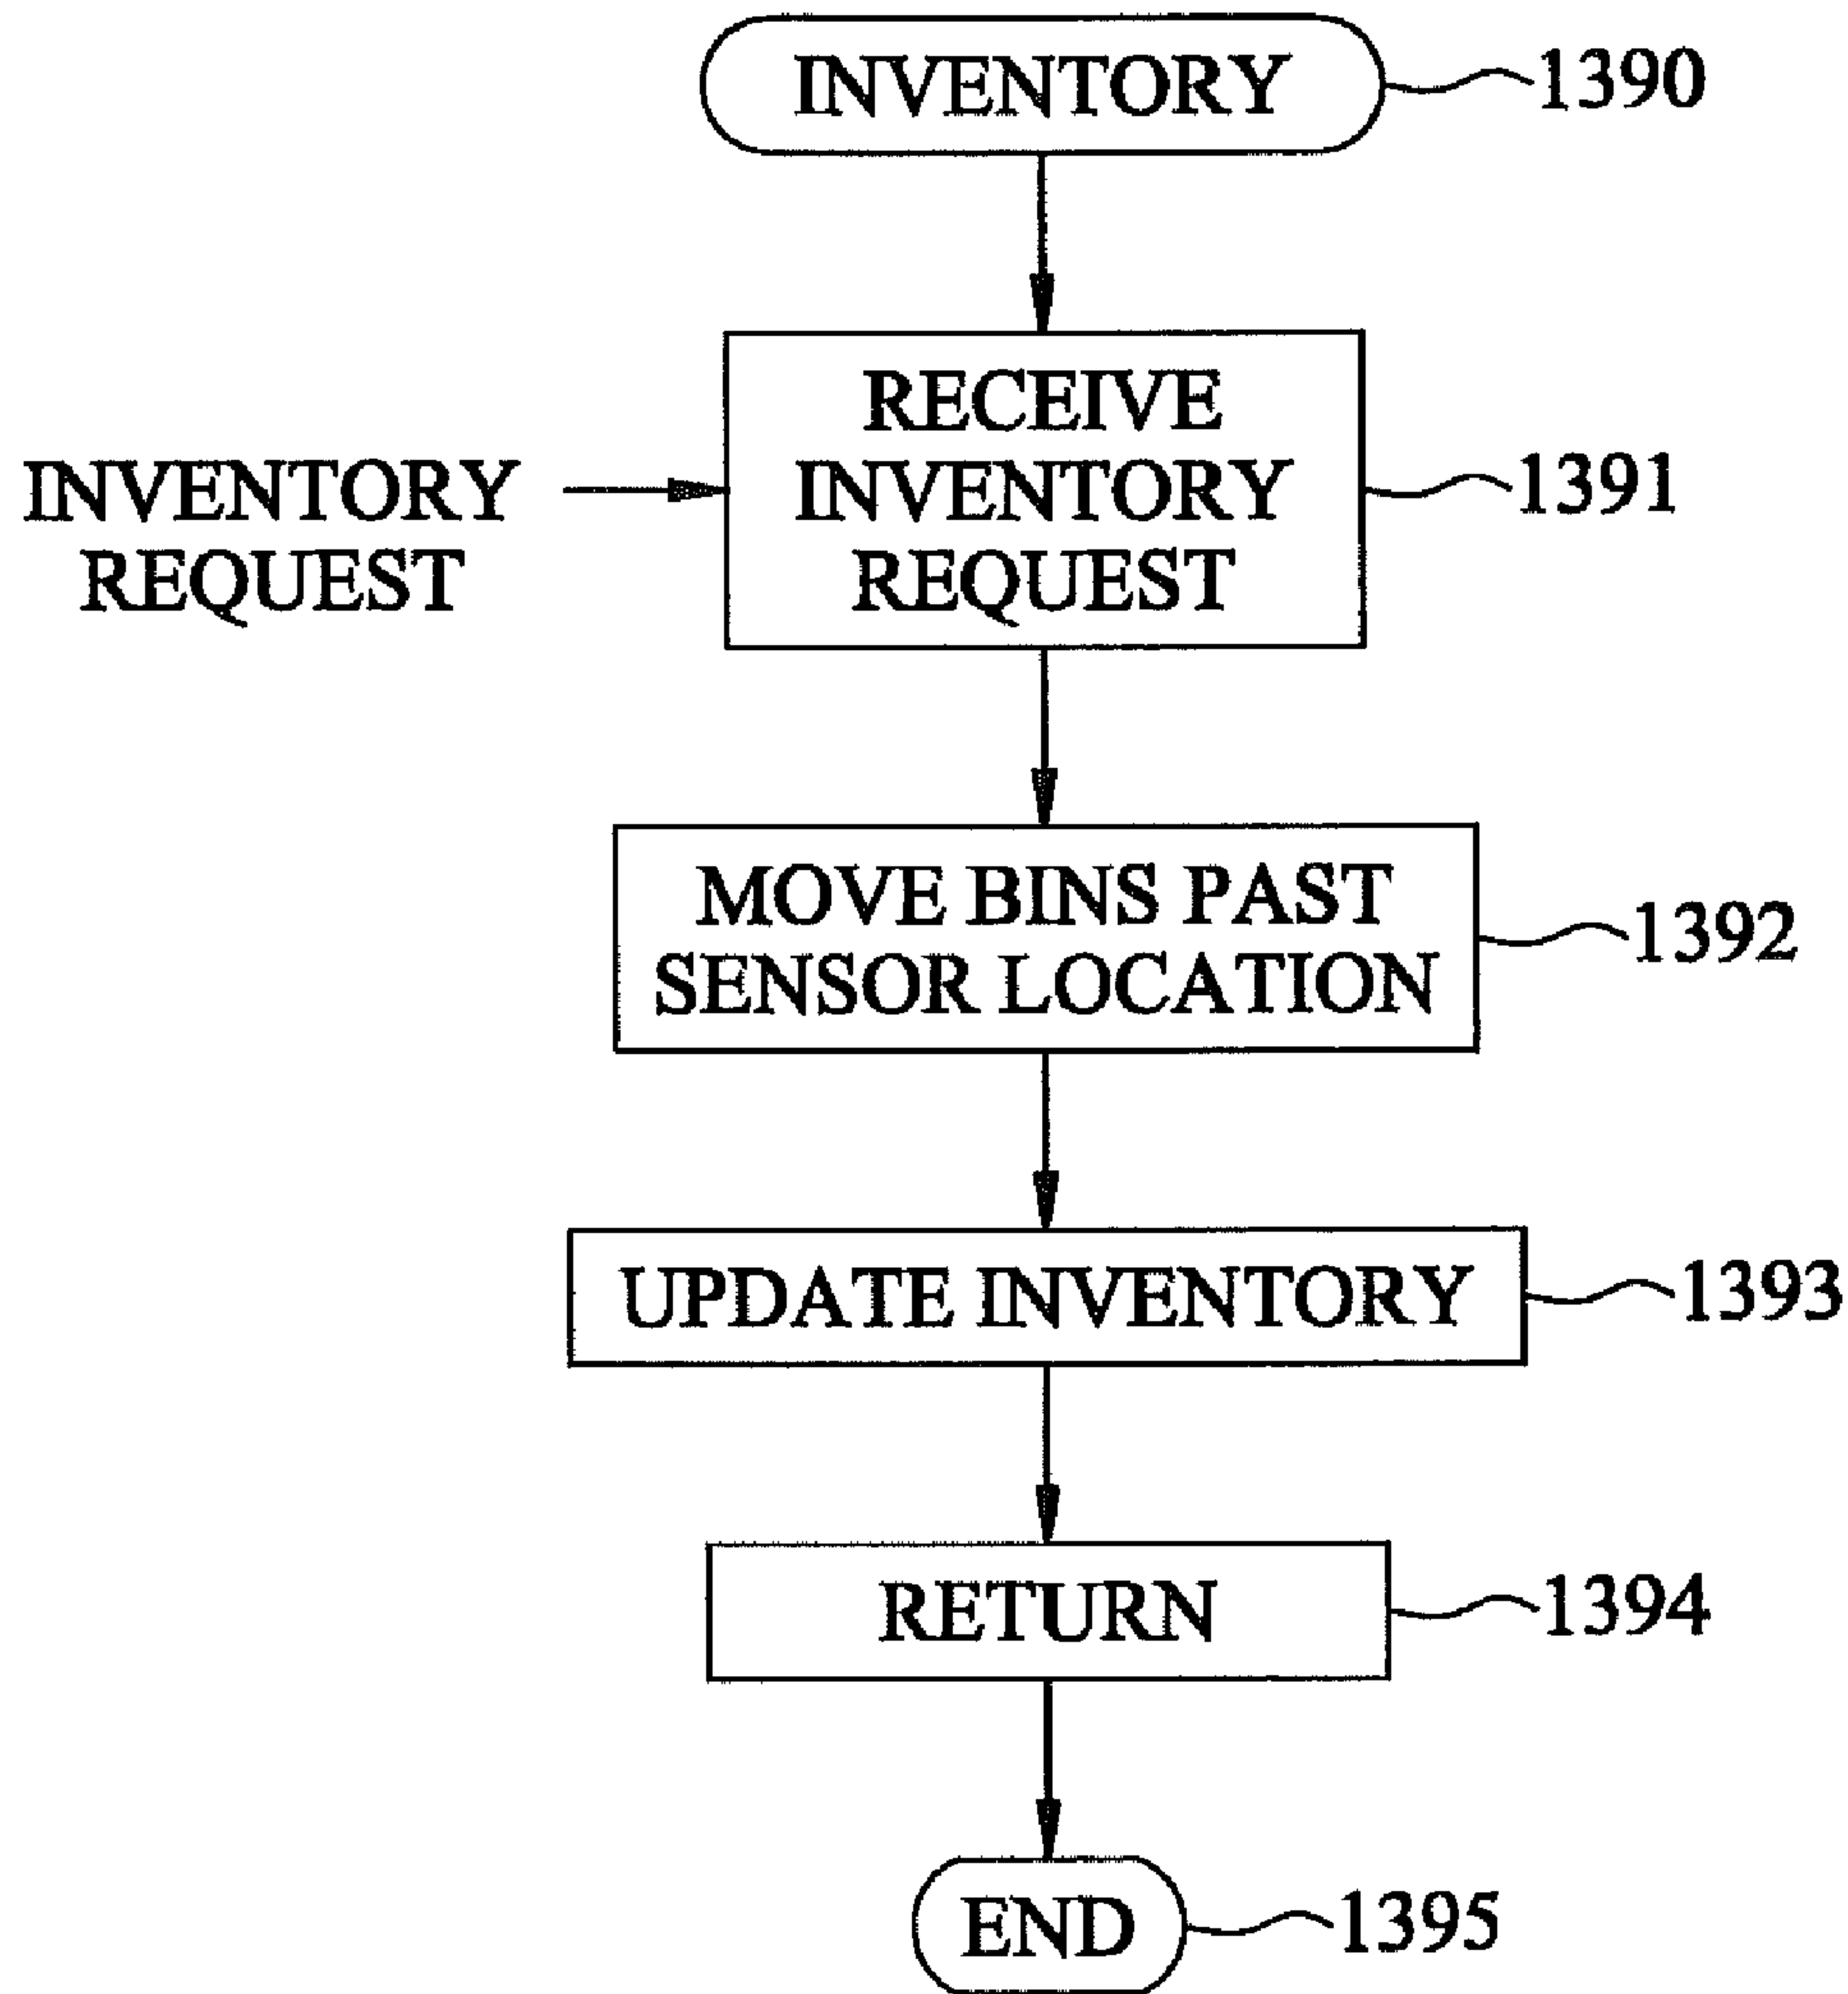 INVENTORY
1390
RECEIVE
INVENTORY
REQUEST
1391
INVENTORY
REQUEST
MOVE BINS PAST
SENSOR LOCATION
1392
UPDATE INVENTORY
1393
RETURN
1394
END
1395